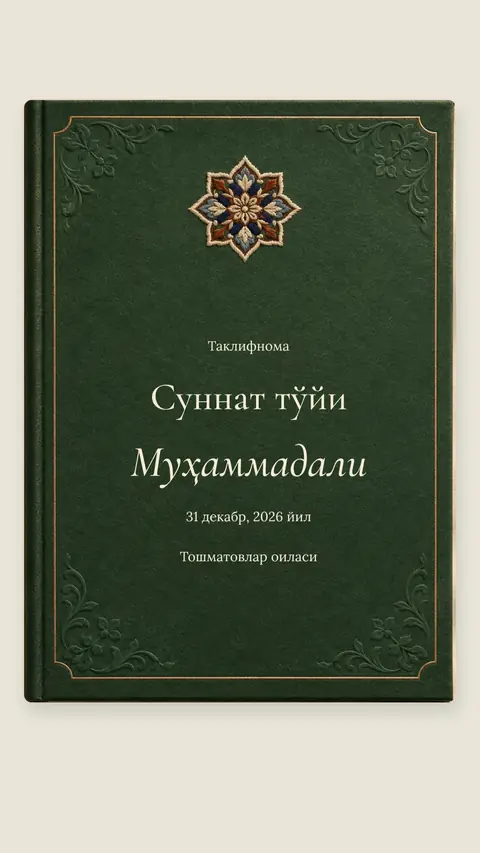 Таклифнома
Суннат тўйи
Муҳаммадали
31 декабр, 2026 йил
Тошматовлар оиласи